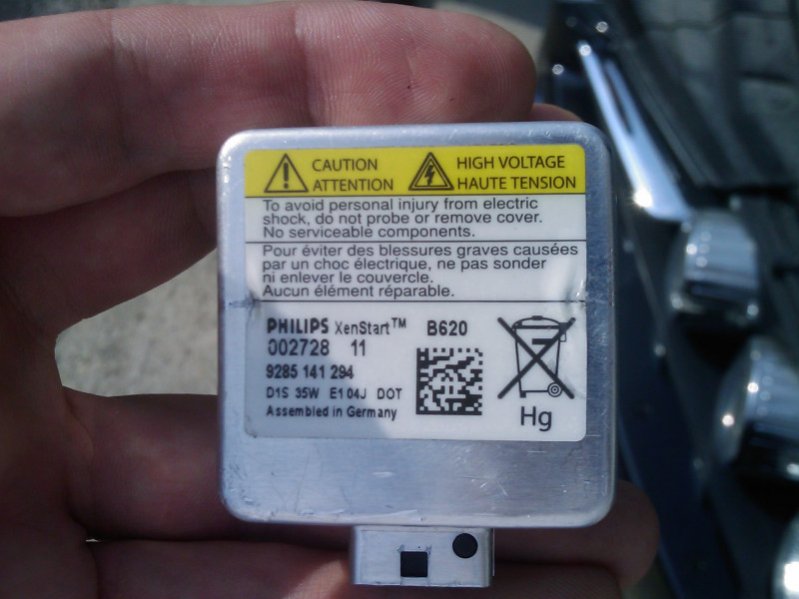 CAUTION
ATTENTION
HIGH VOLTAGE
HAUTE TENSION
To avoid personal injury from electric
shock, do not probe or remove cover.
No serviceable components.
Pour éviter des blessures graves causées
par un choc électrique, ne pas sonder
ni enlever le couvercle.
Aucun élément réparable.
PHILIPS XenStart™ B620
002728 11
9285 141 294
D1S 35W E1 04J DOT
Assembled in Germany
Hg